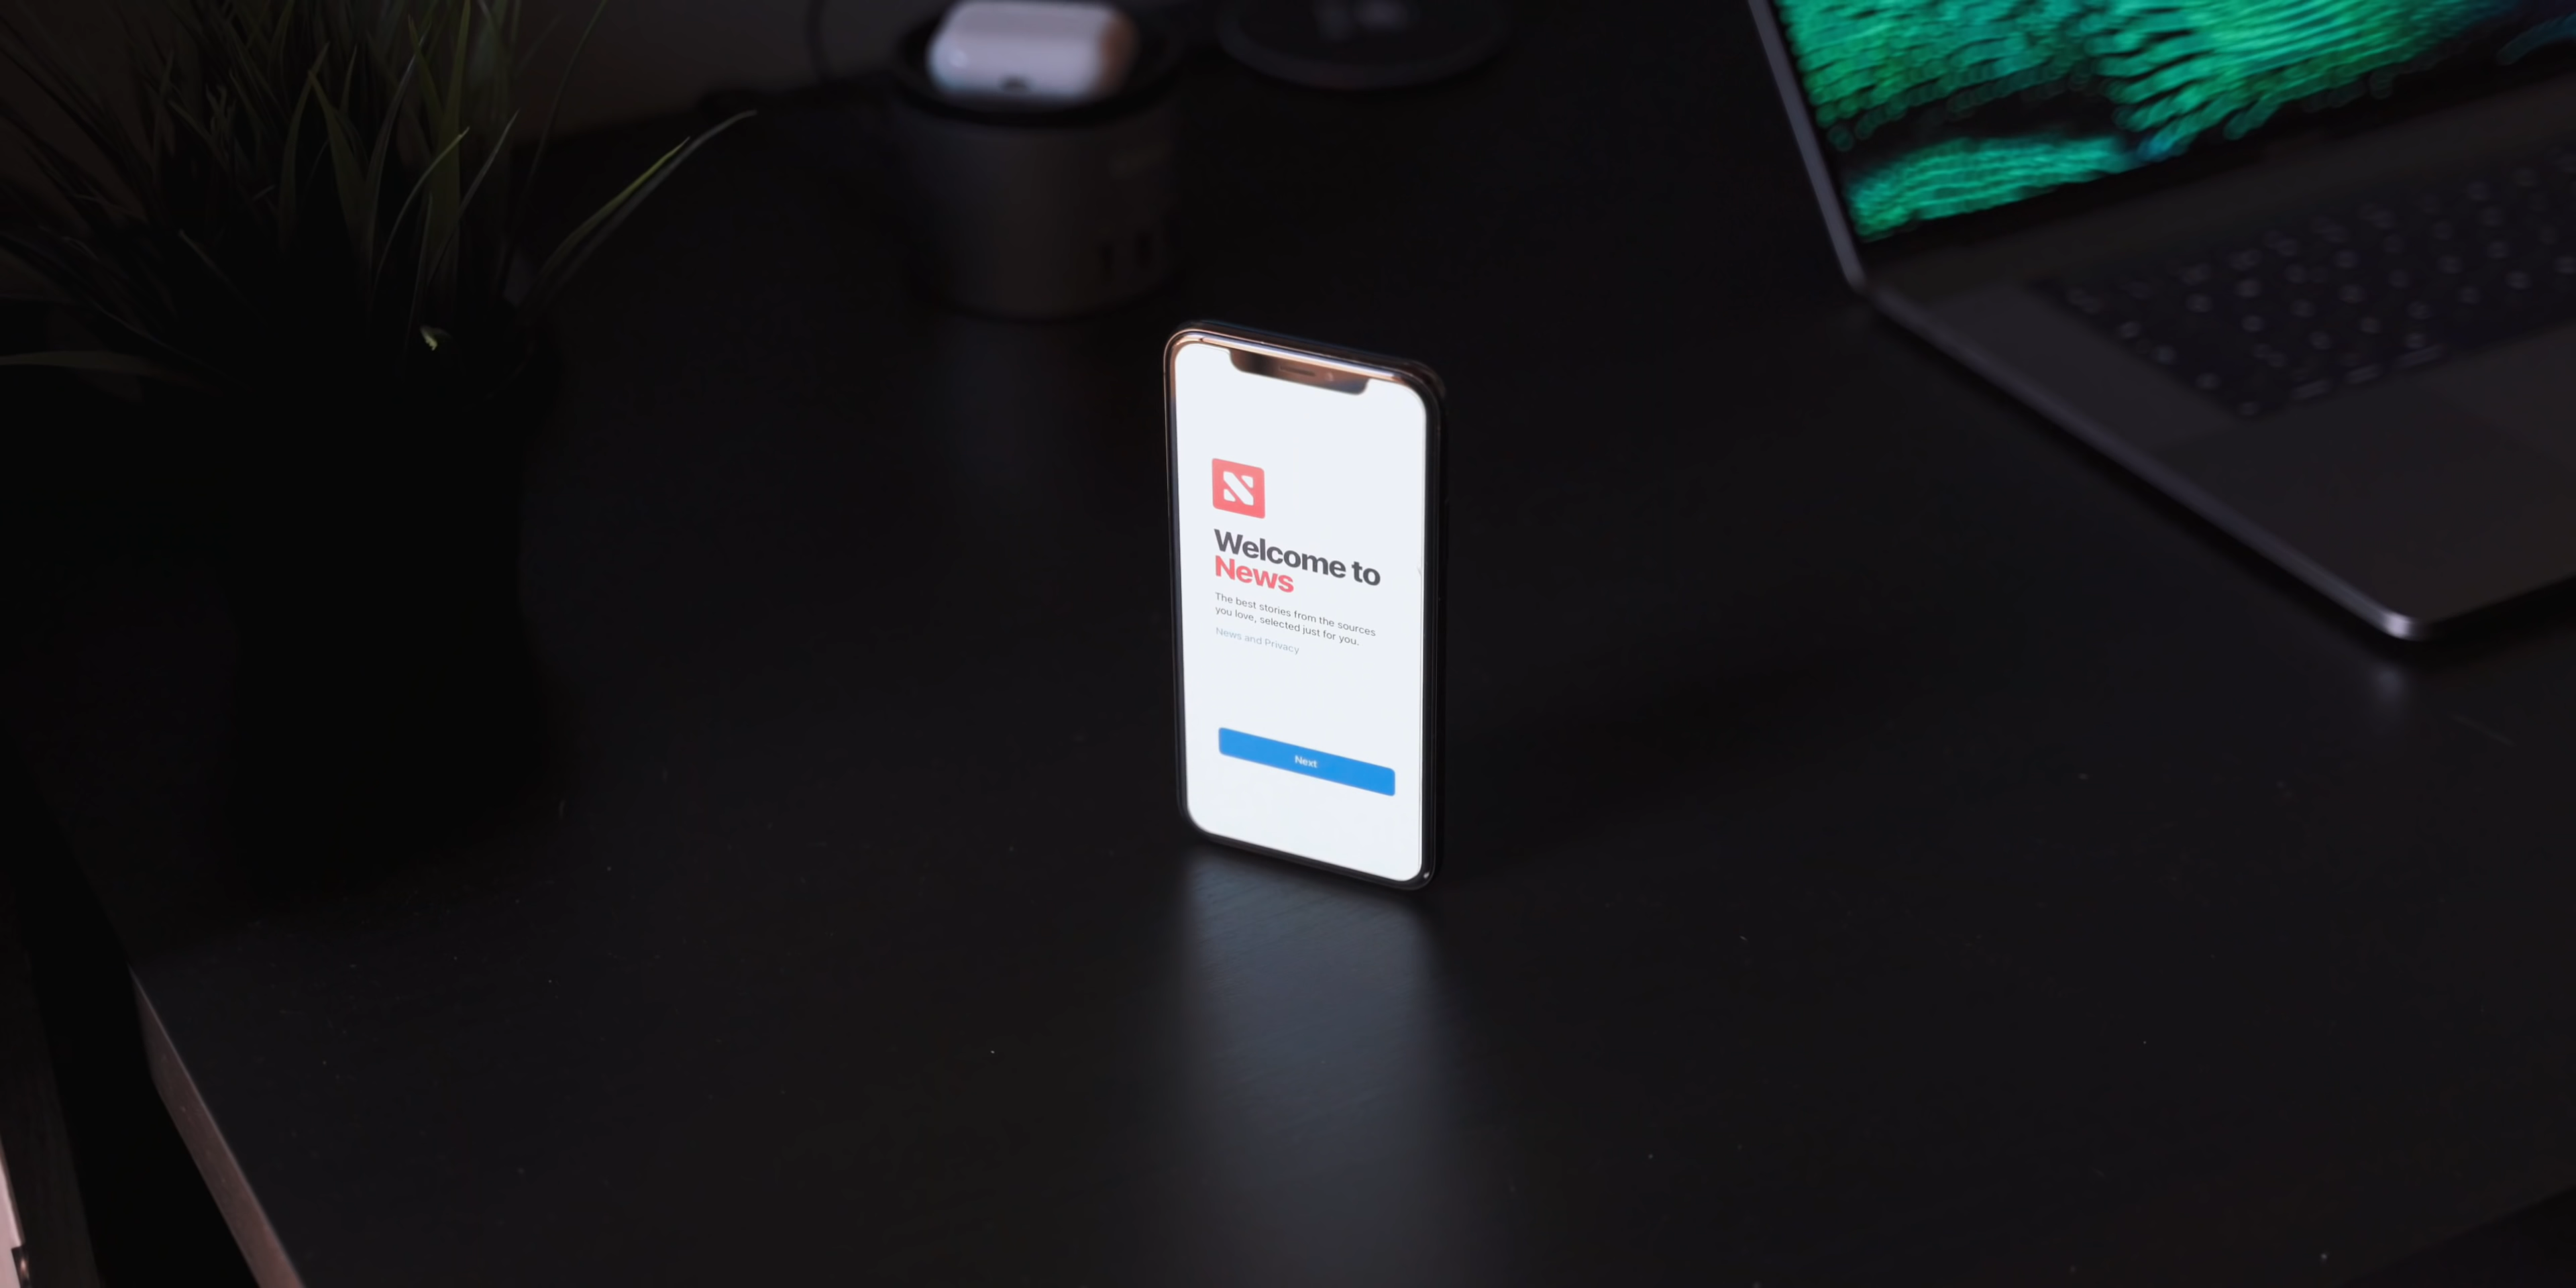 Welcome to
News
The best stories from the sources
you love, selected just for you.
News and Privacy
Next